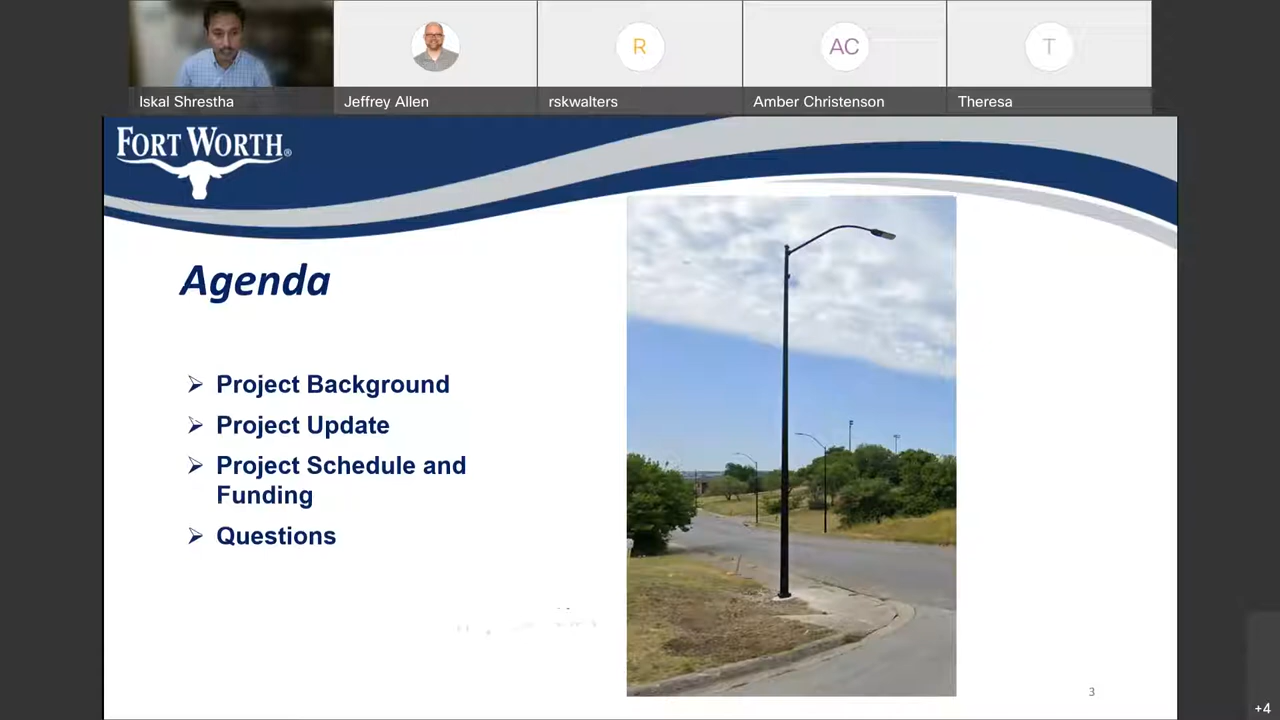 R
AC
T
Iskal Shrestha
Jeffrey Allen
rskwalters
Amber Christenson
Theresa
FORT WORTH®
Agenda
Project Background
Project Update
Project Schedule and
Funding
Questions
3
+4